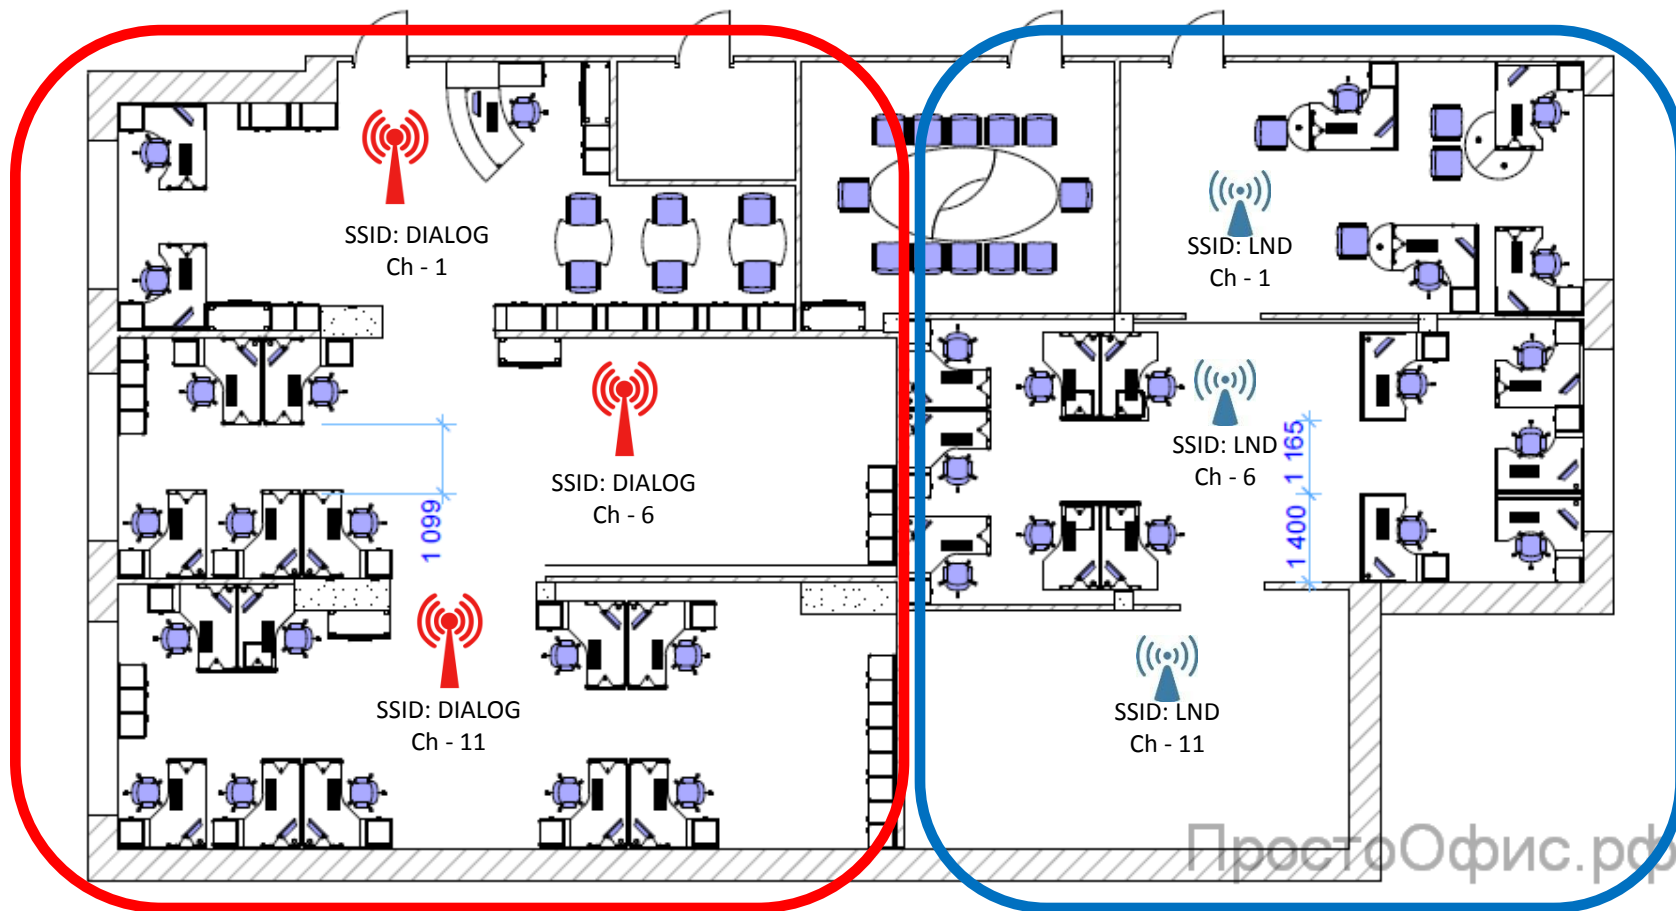 SSID: DIALOG
Ch - 1
SSID: LND
Ch - 1
SSID: DIALOG
Ch - 6
SSID: LND
Ch - 6
1 099
1 165
1 400
SSID: DIALOG
Ch - 11
SSID: LND
Ch - 11
ПростоОфис.рф